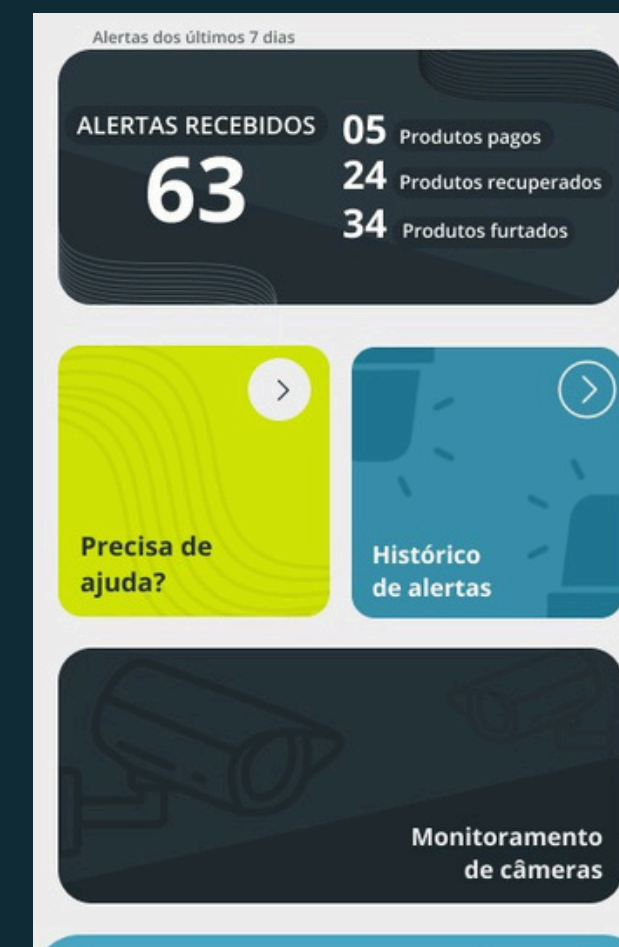 Alertas dos últimos 7 dias
ALERTAS RECEBIDOS
63
05 Produtos pagos
24 Produtos recuperados
34 Produtos furtados
Precisa de
ajuda?
Histórico
de alertas
Monitoramento
de câmeras